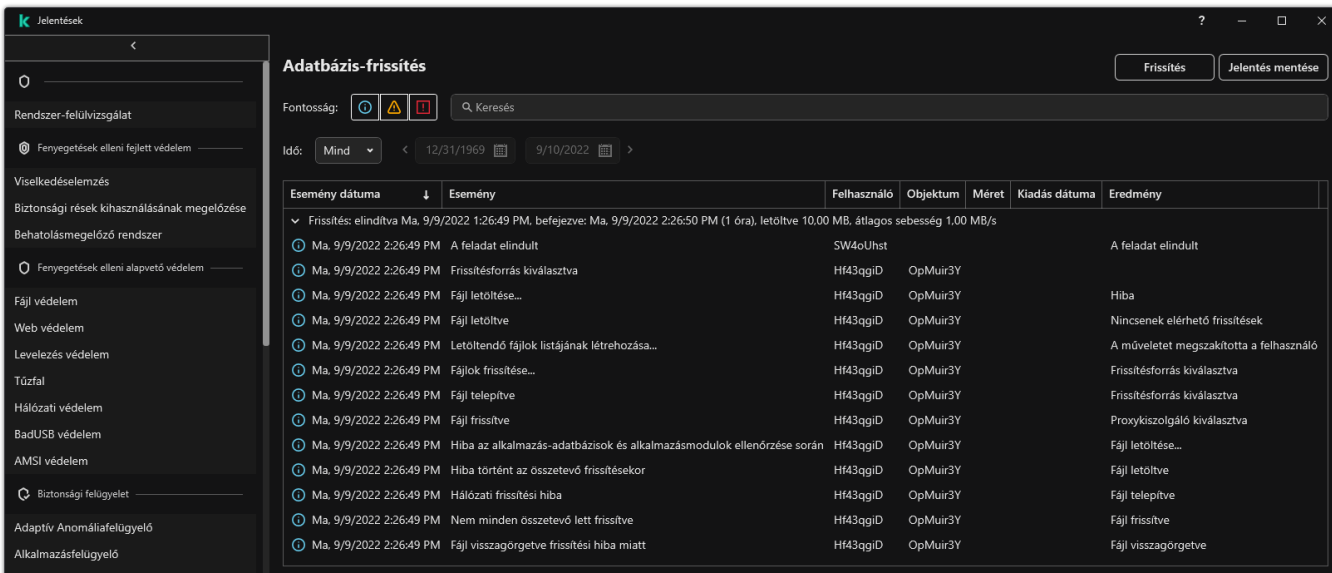 Jelentések
?
Rendszer-felülvizsgálat
Fenyegetések elleni fejlett védelem
Viselkedéselemzés
Biztonsági rések kihasználásának megelőzése
Behatolásmegelőző rendszer
Fenyegetések elleni alapvető védelem
Fájl védelem
Web védelem
Levelezés védelem
Tűzfal
Hálózati védelem
BadUSB védelem
AMSI védelem
Biztonsági felügyelet
Adaptív Anomáliafelügyelő
Alkalmazásfelügyelő
Adatbázis-frissítés
Frissítés Jelentés mentése
Fontosság: Keresés
Idő: Mind 12/31/1969 9/10/2022
Esemény dátuma ↓ Esemény Felhasználó Objektum Méret Kiadás dátuma Eredmény
Frissítés: elindítva Ma, 9/9/2022 1:26:49 PM, befejezve: Ma, 9/9/2022 2:26:50 PM (1 óra), letöltve 10,00 MB, átlagos sebesség 1,00 MB/s
Ma, 9/9/2022 2:26:49 PM A feladat elindult SW4oUhst A feladat elindult
Ma, 9/9/2022 2:26:49 PM Frissítésforrás kiválasztva Hf43qgiD OpMuir3Y
Ma, 9/9/2022 2:26:49 PM Fájl letöltése... Hf43qgiD OpMuir3Y Hiba
Ma, 9/9/2022 2:26:49 PM Fájl letöltve Hf43qgiD OpMuir3Y Nincsenek elérhető frissítések
Ma, 9/9/2022 2:26:49 PM Letöltendő fájlok listájának létrehozása... Hf43qgiD OpMuir3Y A műveletet megszakította a felhasználó
Ma, 9/9/2022 2:26:49 PM Fájlok frissítése... Hf43qgiD OpMuir3Y Frissítésforrás kiválasztva
Ma, 9/9/2022 2:26:49 PM Fájl telepítve Hf43qgiD OpMuir3Y Frissítésforrás kiválasztva
Ma, 9/9/2022 2:26:49 PM Fájl frissítve Hf43qgiD OpMuir3Y Proxykiszolgáló kiválasztva
Ma, 9/9/2022 2:26:49 PM Hiba az alkalmazás-adatbázisok és alkalmazásmodulok ellenőrzése során Hf43qgiD OpMuir3Y Fájl letöltése...
Ma, 9/9/2022 2:26:49 PM Hiba történt az összetevő frissítésekor Hf43qgiD OpMuir3Y Fájl letöltve
Ma, 9/9/2022 2:26:49 PM Hálózati frissítési hiba Hf43qgiD OpMuir3Y Fájl telepítve
Ma, 9/9/2022 2:26:49 PM Nem minden összetevő lett frissítve Hf43qgiD OpMuir3Y Fájl frissítve
Ma, 9/9/2022 2:26:49 PM Fájl visszagörgetve frissítési hiba miatt Hf43qgiD OpMuir3Y Fájl visszagörgetve